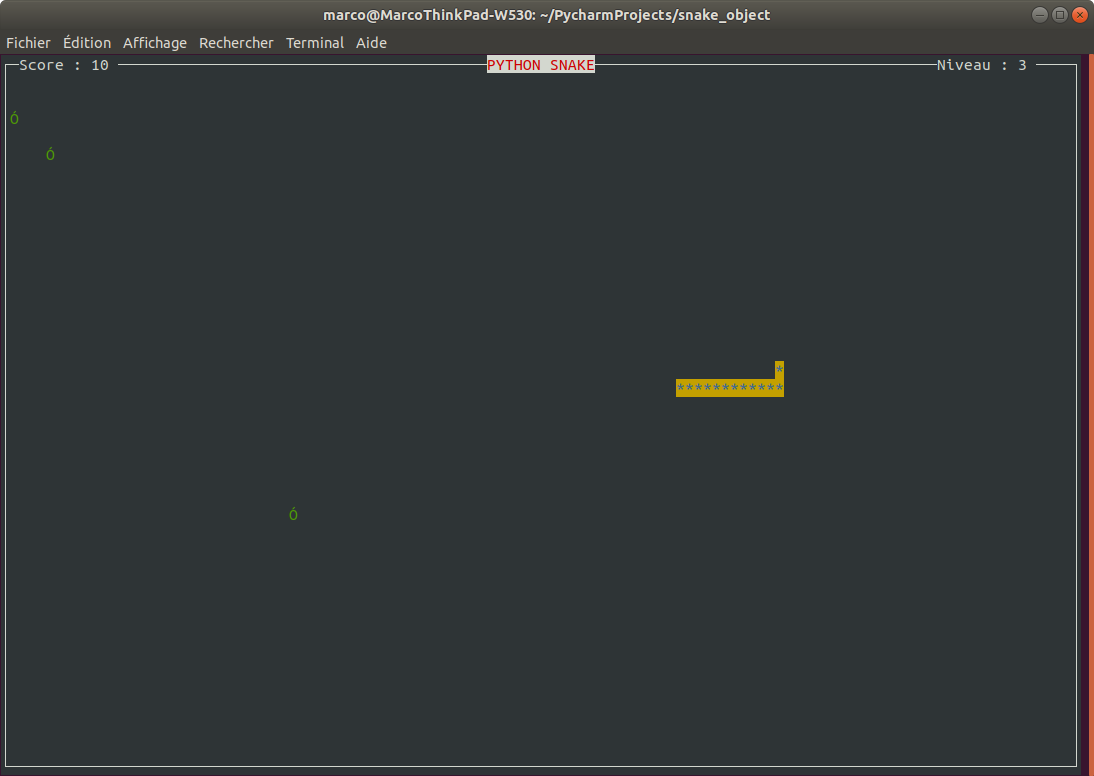 marco@MarcoThinkPad-W530: ~/PycharmProjects/snake_object
Fichier Édition Affichage Rechercher Terminal Aide
Score : 10 PYTHON SNAKE Niveau : 3
Ó
Ó
*
************
Ó